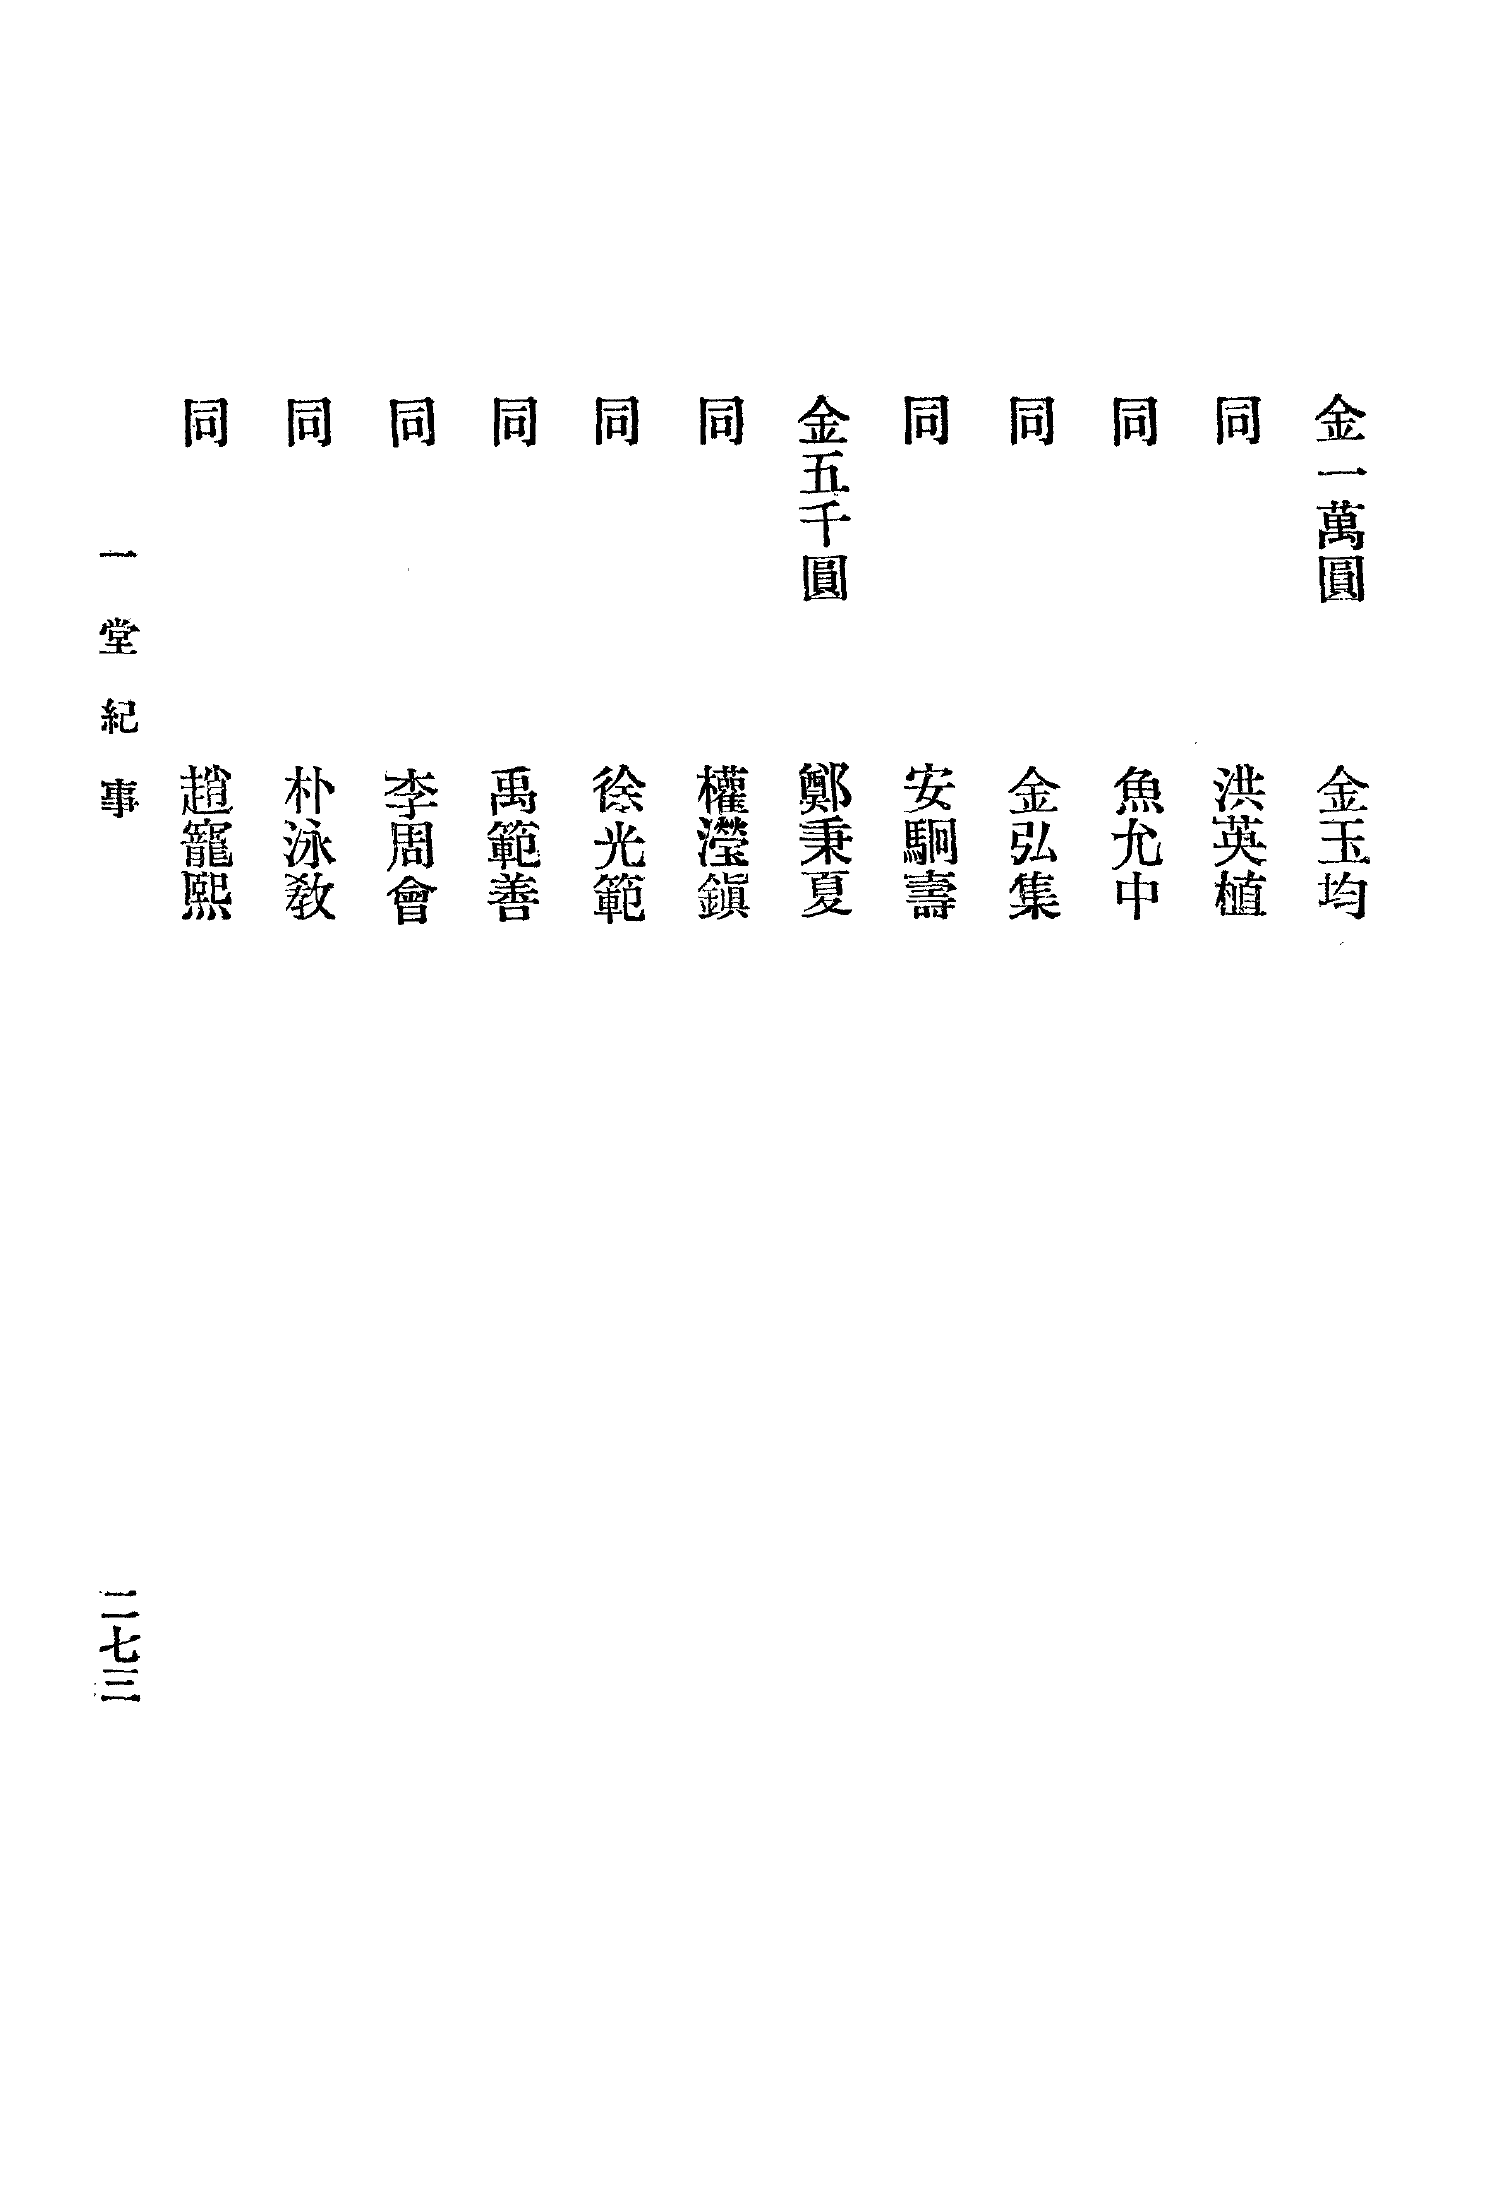 金一萬圓 金玉均
同 洪英植
同 魚允中
同 金弘集
同 安駉壽
金五千圓 鄭秉夏
同 權瀅鎭
同 徐光範
同 禹範善
同 李周會
同 朴泳敎
同 趙寵熙
一堂紀事 二七三